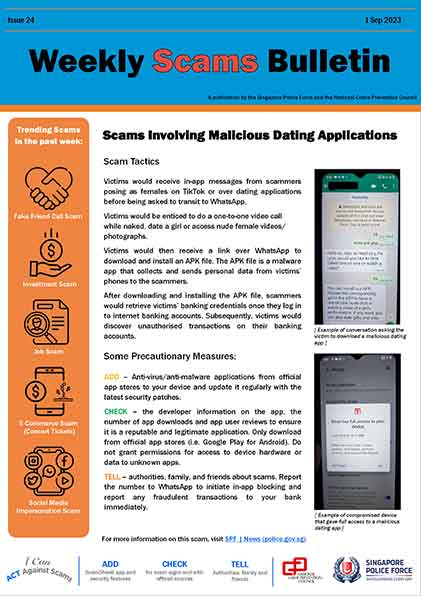 Issue 24
1 Sep 2023
Weekly Scams Bulletin
A publication by the Singapore Police Force and the National Crime Prevention Council
Trending Scams
in the past week:
Fake Friend Call Scam
Investment Scam
Job Scam
E-Commerce Scam
(Concert Tickets)
Social Media
Impersonation Scam
Scams Involving Malicious Dating Applications
Scam Tactics
Victims would receive in-app messages from scammers
posing as females on TikTok or over dating applications
before being asked to transit to WhatsApp.
Victims would be enticed to do a one-to-one video call
while naked, date a girl or access nude female videos/
photographs.
Victims would then receive a link over WhatsApp to
download and install an APK file. The APK file is a malware
app that collects and sends personal data from victims'
phones to the scammers.
After downloading and installing the APK file, scammers
would retrieve victims' banking credentials once they log in
to internet banking accounts. Subsequently, victims would
discover unauthorised transactions on their banking
accounts.
[ Example of conversation asking the
victim to download a malicious dating
app ]
Some Precautionary Measures:
ADD – Anti-virus/anti-malware applications from official
app stores to your device and update it regularly with the
latest security patches.
CHECK – the developer information on the app, the
number of app downloads and app user reviews to ensure
it is a reputable and legitimate application. Only download
from official app stores (i.e. Google Play for Android). Do
not grant permissions for access to device hardware or
data to unknown apps.
TELL – authorities, family, and friends about scams. Report
the number to WhatsApp to initiate in-app blocking and
report any fraudulent transactions to your bank
immediately.
[ Example of compromised device
that gave full access to a malicious
dating app ]
For more information on this scam, visit SPF | News (police.gov.sg)
I Can
ACT Against Scams
ADD
ScamShield app and
security features
CHECK
for scam signs and with
official sources
TELL
Authorities, family and
friends
NATIONAL
CRIME PREVENTION
COUNCIL
SINGAPORE
POLICE FORCE